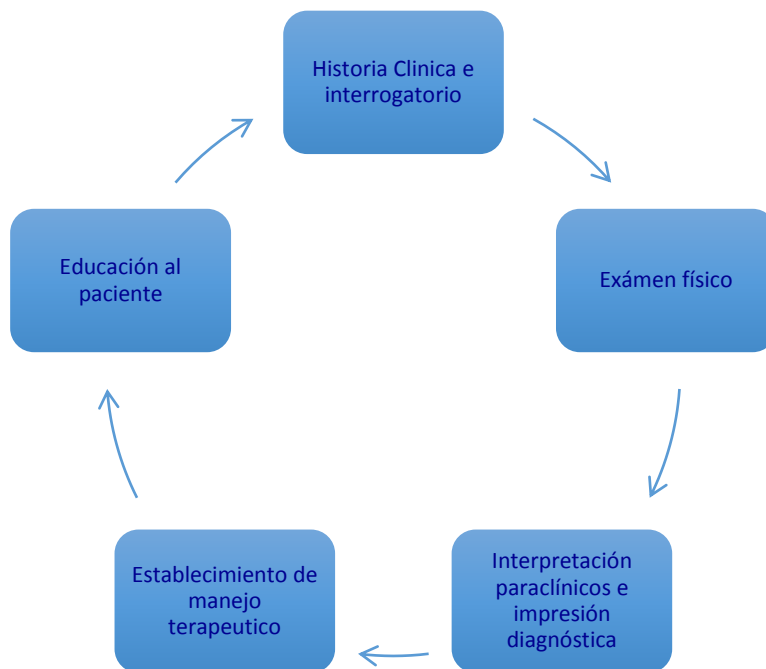 Historia Clinica e
interrogatorio
Exámen físico
Interpretación
paraclínicos e
impresión
diagnóstica
Establecimiento de
manejo
terapeutico
Educación al
paciente